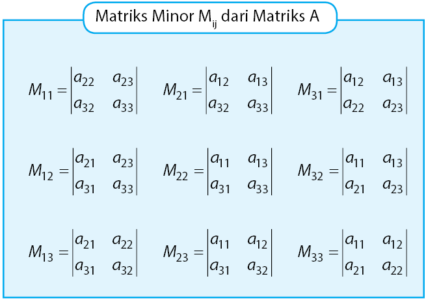 Matriks Minor Mij dari Matriks A
M11 = |a22 a23| M21 = |a12 a13| M31 = |a12 a13|
|a32 a33| |a32 a33| |a22 a23|
M12 = |a21 a23| M22 = |a11 a13| M32 = |a11 a13|
|a31 a33| |a31 a33| |a21 a23|
M13 = |a21 a22| M23 = |a11 a12| M33 = |a11 a12|
|a31 a32| |a31 a32| |a21 a22|